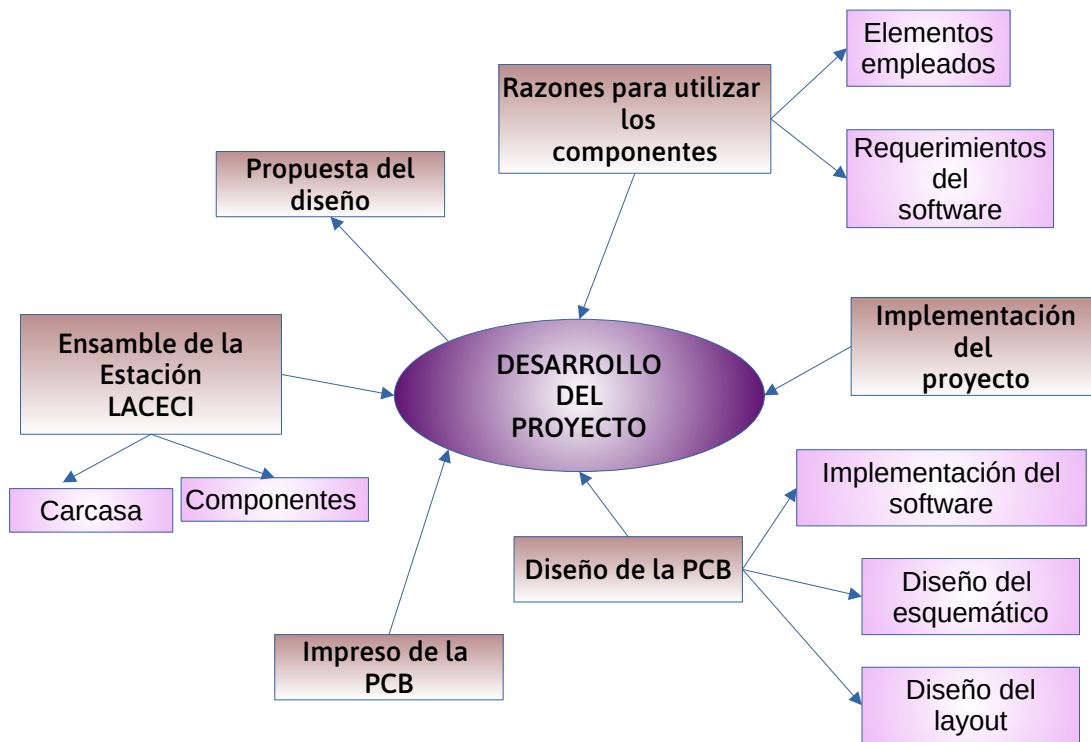 Elementos
empleados
Razones para utilizar
los
componentes
Requerimientos
del
software
Propuesta del
diseño
Ensamble de la
Estación
LACECI
DESARROLLO
DEL
PROYECTO
Implementación
del
proyecto
Carcasa
Componentes
Implementación del
software
Diseño de la PCB
Diseño del
esquemático
Impreso de la
PCB
Diseño del
layout